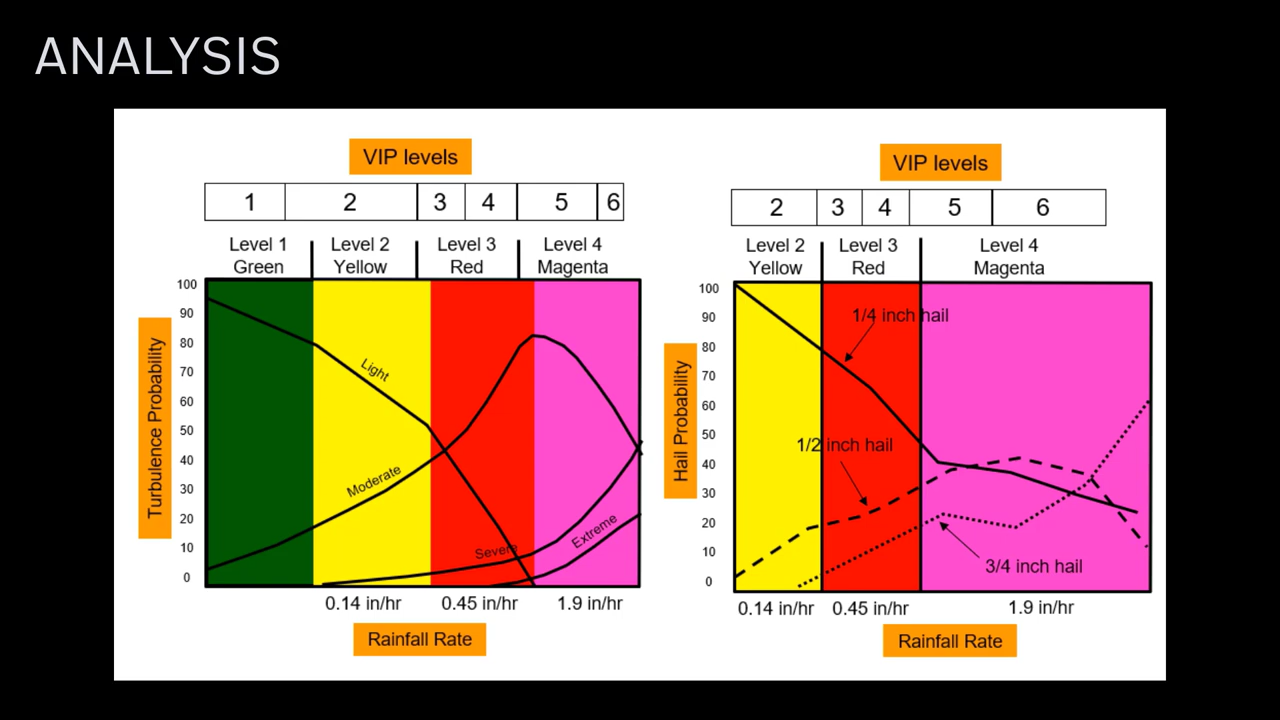 ANALYSIS
VIP levels
1 2 3 4 5 6
Level 1 Level 2 Level 3 Level 4
Green Yellow Red Magenta
100
90
80
70
60
50
40
30
20
10
0
Turbulence Probability
Light
Moderate
Severe
Extreme
0.14 in/hr 0.45 in/hr 1.9 in/hr
Rainfall Rate
VIP levels
2 3 4 5 6
Level 2 Level 3 Level 4
Yellow Red Magenta
100
90
80
70
60
50
40
30
20
10
0
Hail Probability
1/4 inch hail
1/2 inch hail
3/4 inch hail
0.14 in/hr 0.45 in/hr 1.9 in/hr
Rainfall Rate